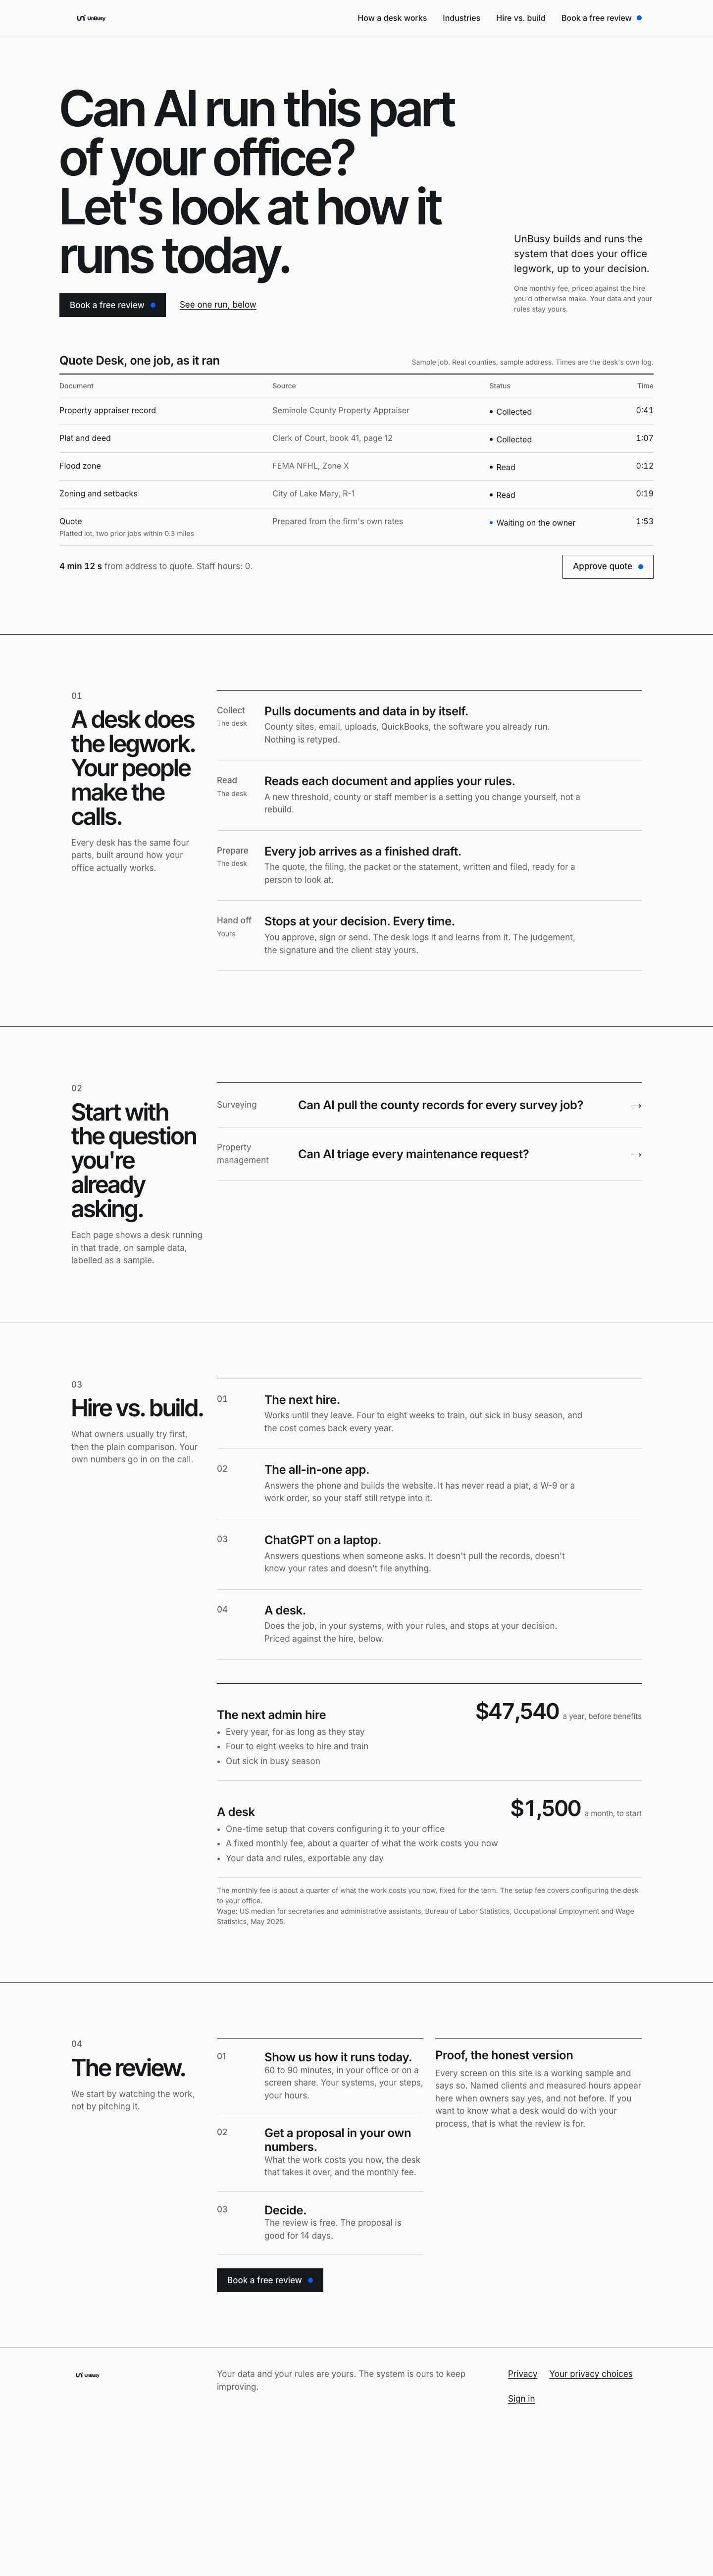 UnBusy
How a desk works
Industries
Hire vs. build
Book a free review
Can AI run this part
of your office?
Let's look at how it
runs today.
UnBusy builds and runs the
system that does your office
legwork, up to your decision.
One monthly fee, priced against the hire
you'd otherwise make. Your data and your
rules stay yours.
Book a free review
See one run, below
Quote Desk, one job, as it ran
Sample job. Real counties, sample address. Times are the desk's own log.
Document Source Status Time
Property appraiser record Seminole County Property Appraiser • Collected 0:41
Plat and deed Clerk of Court, book 41, page 12 • Collected 1:07
Flood zone FEMA NFHL, Zone X • Read 0:12
Zoning and setbacks City of Lake Mary, R-1 • Read 0:19
Quote Prepared from the firm's own rates • Waiting on the owner 1:53
Platted lot, two prior jobs within 0.3 miles
4 min 12 s from address to quote. Staff hours: 0.
Approve quote
01
A desk does
the legwork.
Your people
make the
calls.
Every desk has the same four
parts, built around how your
office actually works.
Collect
The desk
Pulls documents and data in by itself.
County sites, email, uploads, QuickBooks, the software you already run.
Nothing is retyped.
Read
The desk
Reads each document and applies your rules.
A new threshold, county or staff member is a setting you change yourself, not a
rebuild.
Prepare
The desk
Every job arrives as a finished draft.
The quote, the filing, the packet or the statement, written and filed, ready for a
person to look at.
Hand off
Yours
Stops at your decision. Every time.
You approve, sign or send. The desk logs it and learns from it. The judgement,
the signature and the client stay yours.
02
Start with
the question
you're
already
asking.
Each page shows a desk running
in that trade, on sample data,
labelled as a sample.
Surveying
Can AI pull the county records for every survey job? →
Property
management
Can AI triage every maintenance request? →
03
Hire vs. build.
What owners usually try first,
then the plain comparison. Your
own numbers go in on the call.
01
The next hire.
Works until they leave. Four to eight weeks to train, out sick in busy season, and
the cost comes back every year.
02
The all-in-one app.
Answers the phone and builds the website. It has never read a plat, a W-9 or a
work order, so your staff still retype into it.
03
ChatGPT on a laptop.
Answers questions when someone asks. It doesn't pull the records, doesn't
know your rates and doesn't file anything.
04
A desk.
Does the job, in your systems, with your rules, and stops at your decision.
Priced against the hire, below.
The next admin hire
$47,540 a year, before benefits
• Every year, for as long as they stay
• Four to eight weeks to hire and train
• Out sick in busy season
A desk
$1,500 a month, to start
• One-time setup that covers configuring it to your office
• A fixed monthly fee, about a quarter of what the work costs you now
• Your data and rules, exportable any day
The monthly fee is about a quarter of what the work costs you now, fixed for the term. The setup fee covers configuring the desk
to your office.
Wage: US median for secretaries and administrative assistants, Bureau of Labor Statistics, Occupational Employment and Wage
Statistics, May 2025.
04
The review.
We start by watching the work,
not by pitching it.
01
Show us how it runs today.
60 to 90 minutes, in your office or on a
screen share. Your systems, your steps,
your hours.
02
Get a proposal in your own
numbers.
What the work costs you now, the desk
that takes it over, and the monthly fee.
03
Decide.
The review is free. The proposal is
good for 14 days.
Book a free review
Proof, the honest version
Every screen on this site is a working sample and
says so. Named clients and measured hours appear
here when owners say yes, and not before. If you
want to know what a desk would do with your
process, that is what the review is for.
UnBusy
Your data and your rules are yours. The system is ours to keep
improving.
Privacy
Your privacy choices
Sign in